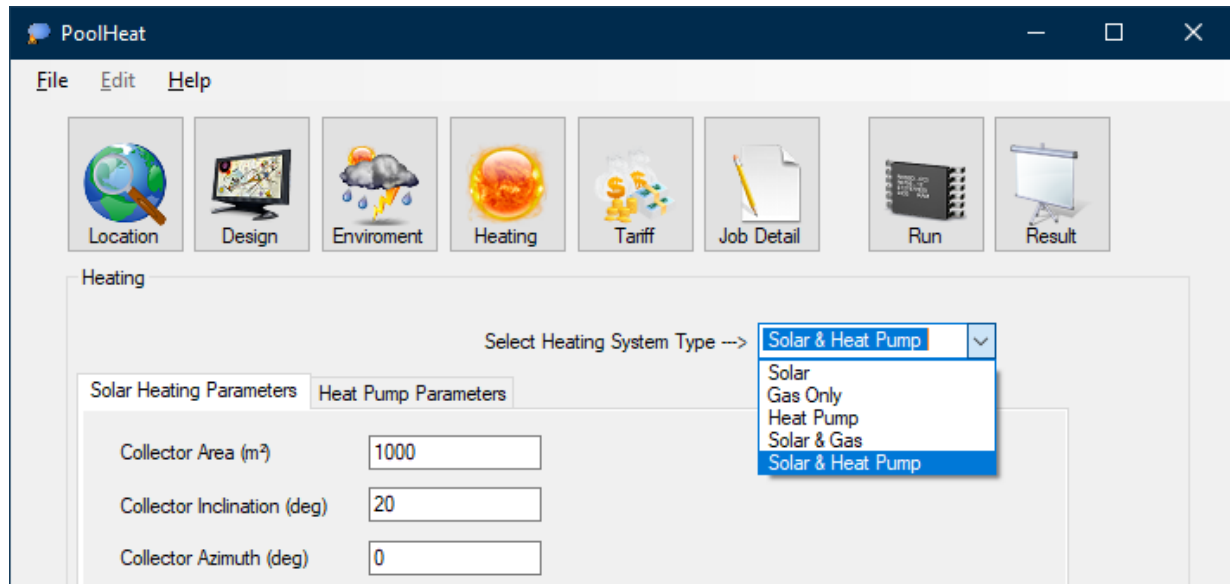 PoolHeat
File Edit Help
Location Design Enviroment Heating Tariff Job Detail Run Result
Heating
Select Heating System Type ---> Solar & Heat Pump
Solar
Gas Only
Heat Pump
Solar & Gas
Solar & Heat Pump
Solar Heating Parameters Heat Pump Parameters
Collector Area (m²) 1000
Collector Inclination (deg) 20
Collector Azimuth (deg) 0